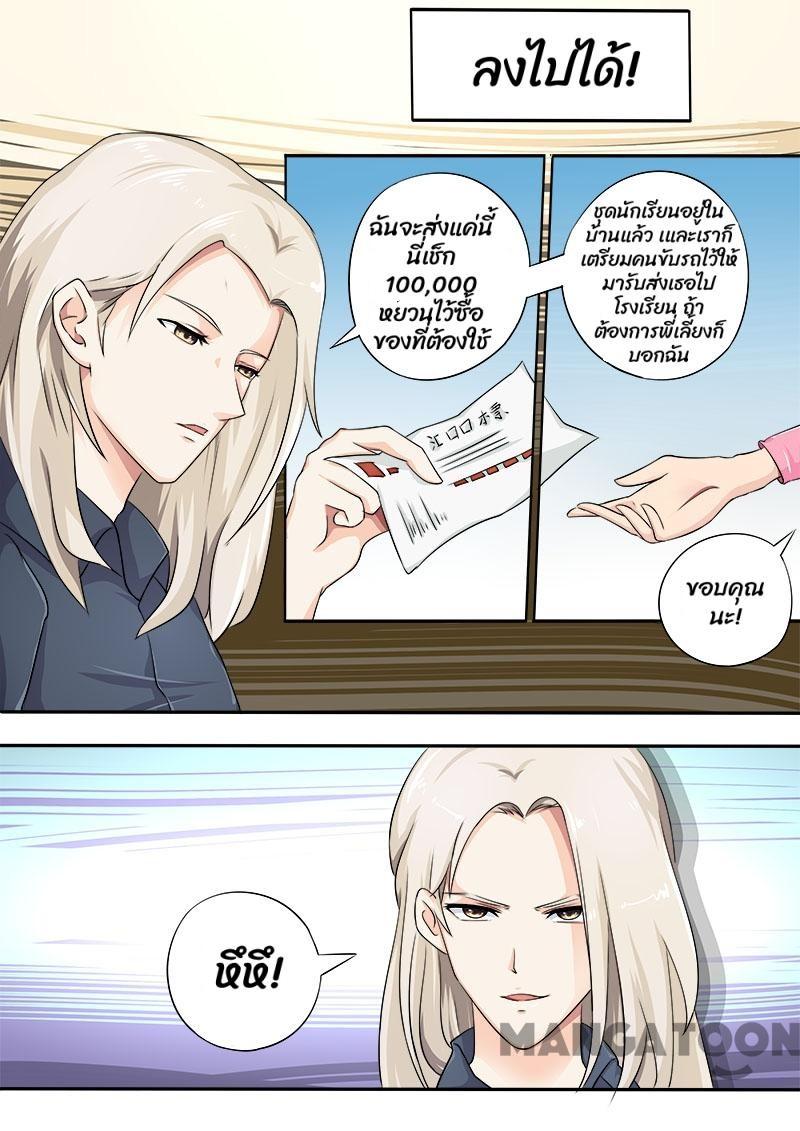 ลงไปได้!
ฉันจะส่งแค่นี้
นี่เช็ก
100,000
หยวนไว้ซื้อ
ของที่ต้องใช้
ชุดนักเรียนอยู่ใน
บ้านแล้ว เเละเราก็
เตรียมคนขับรถไว้ให้
มารับส่งเธอไป
โรงเรียน ถ้า
ต้องการพี่เลี้ยงก็
บอกฉัน
汇口口
ขอบคุณ
นะ!
หึหึ!
MANGATOON